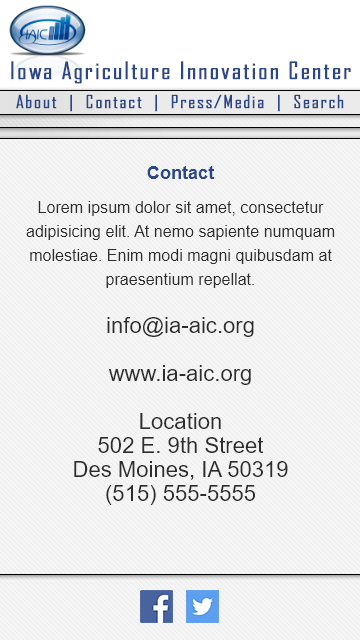 IAIC
Iowa Agriculture Innovation Center
About | Contact | Press/Media | Search
Contact
Lorem ipsum dolor sit amet, consectetur
adipisicing elit. At nemo sapiente numquam
molestiae. Enim modi magni quibusdam at
praesentium repellat.
info@ia-aic.org
www.ia-aic.org
Location
502 E. 9th Street
Des Moines, IA 50319
(515) 555-5555